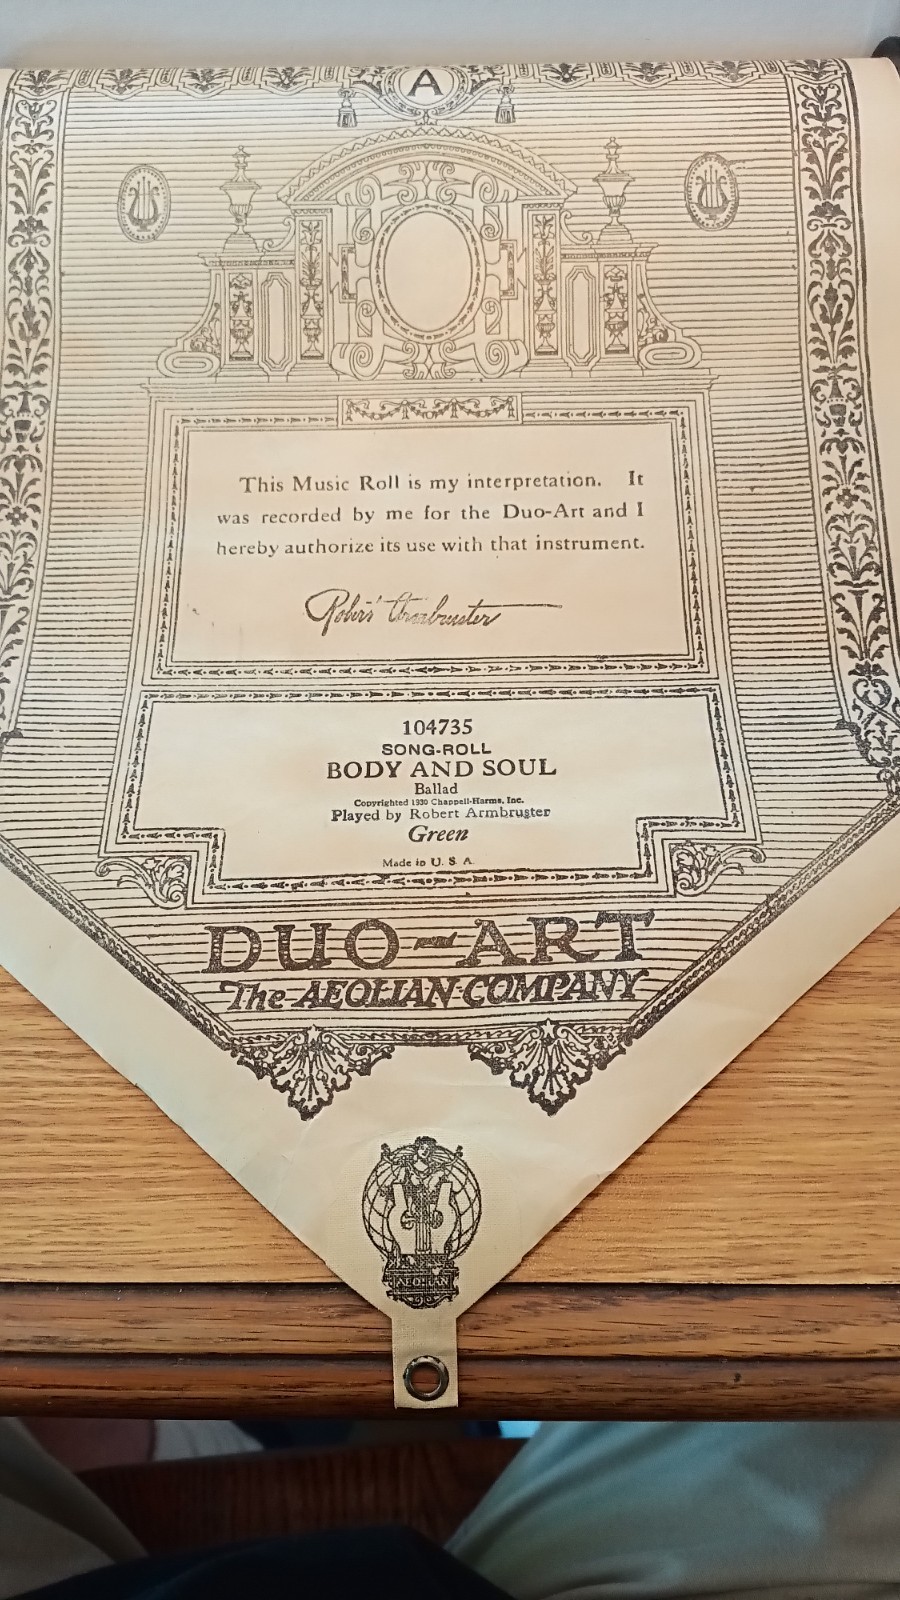 A
This Music Roll is my interpretation. It
was recorded by me for the Duo-Art and I
hereby authorize its use with that instrument.
Rob't Armbruster
104735
SONG-ROLL
BODY AND SOUL
Ballad
Copyrighted 1930 Chappell-Harms, Inc.
Played by Robert Armbruster
Green
Made in U. S. A.
DUO and ART
The AEOLIAN COMPANY
AEOLIAN